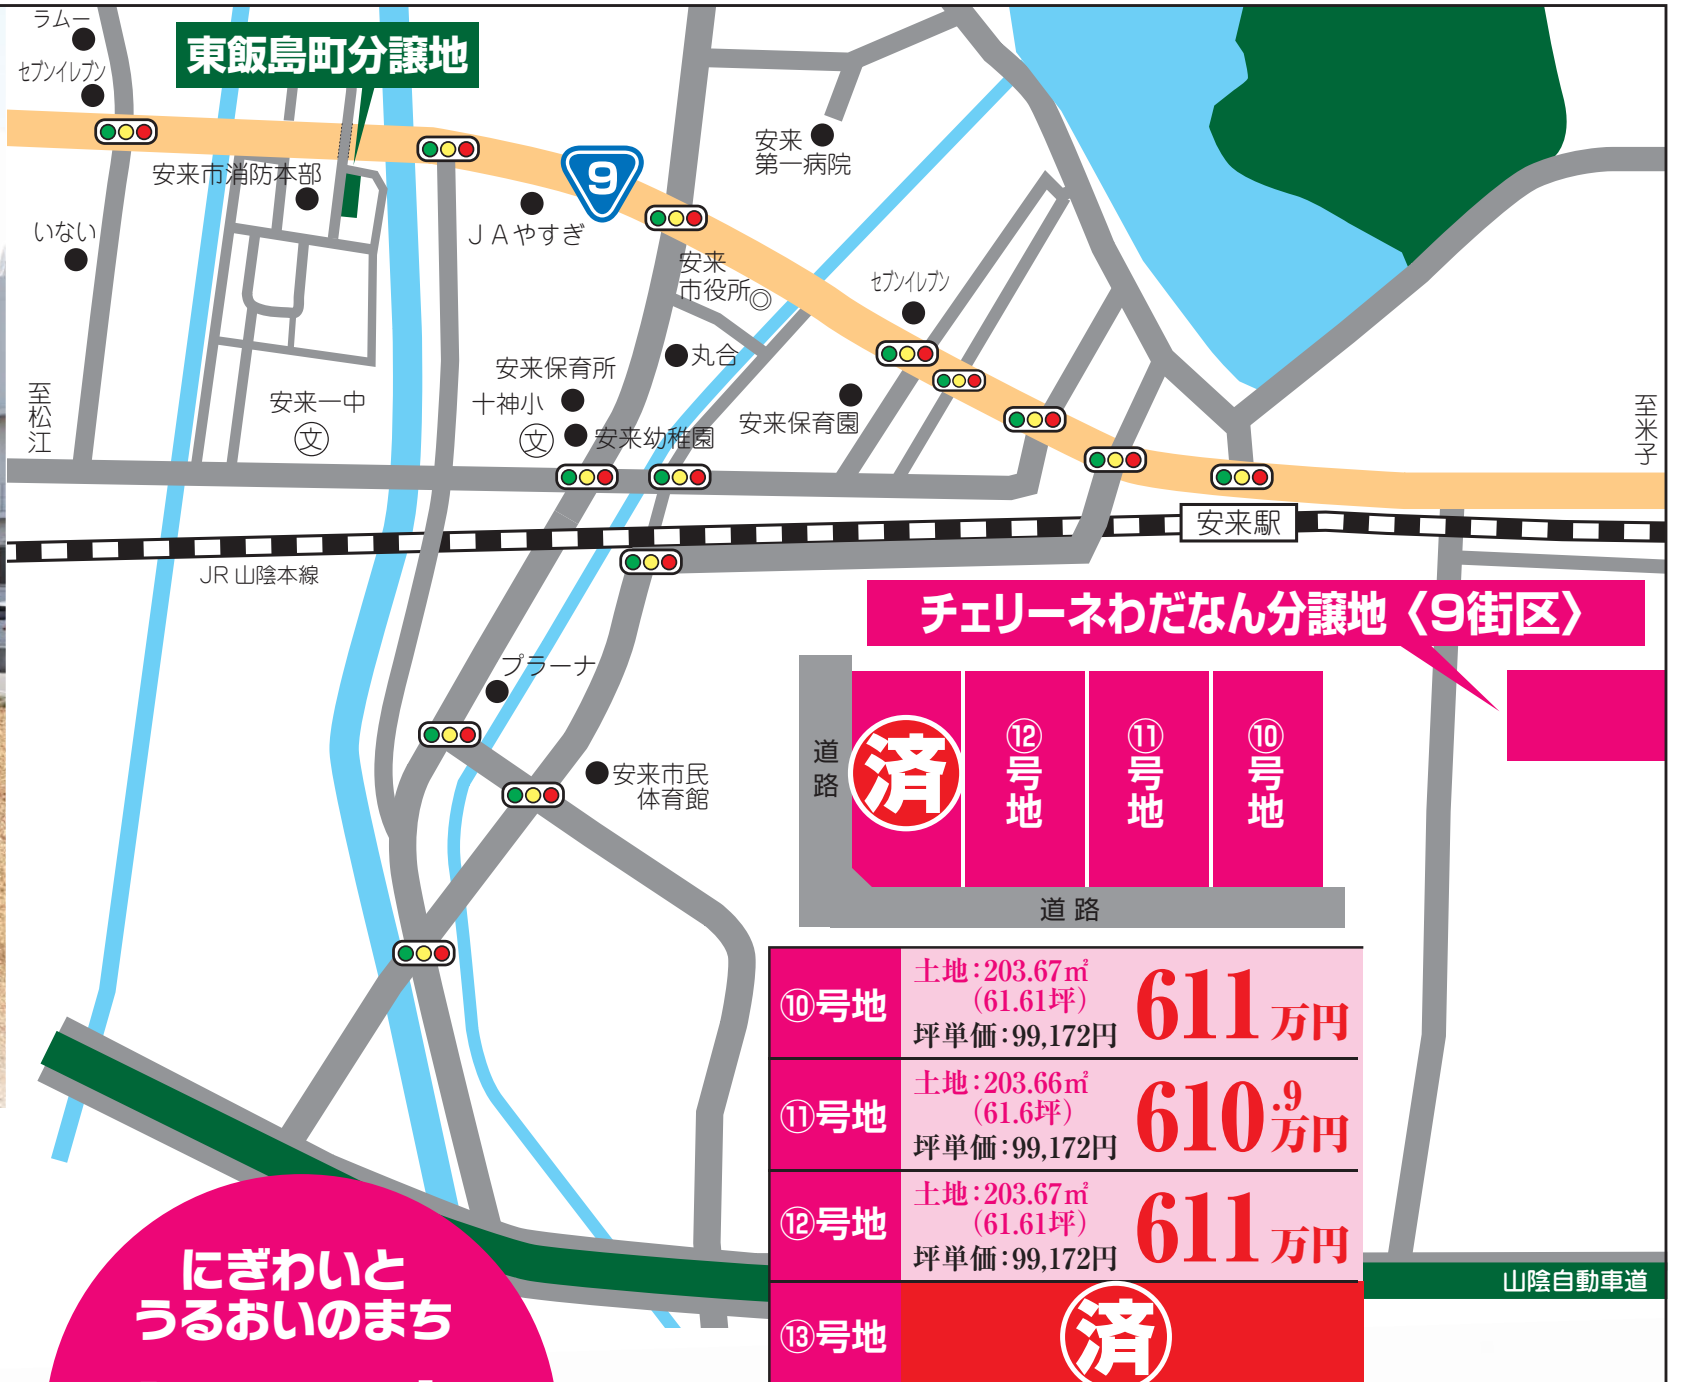 ラムー
セブンイレブン
東飯島町分譲地
安来市消防本部
いない
ＪＡやすぎ
9
安来
第一病院
安来
市役所◎
セブンイレブン
丸合
安来保育所
十神小
文
安来幼稚園
安来保育園
安来一中
文
至松江
至米子
安来駅
JR 山陰本線
プラーナ
安来市民
体育館
チェリーネわだなん分譲地〈9街区〉
道路
済
⑫号地
⑪号地
⑩号地
道 路
⑩号地
土地：203.67㎡
（61.61坪）
坪単価：99,172円
611万円
⑪号地
土地：203.66㎡
（61.6坪）
坪単価：99,172円
610.9万円
⑫号地
土地：203.67㎡
（61.61坪）
坪単価：99,172円
611万円
⑬号地
済
山陰自動車道
にぎわいと
うるおいのまち